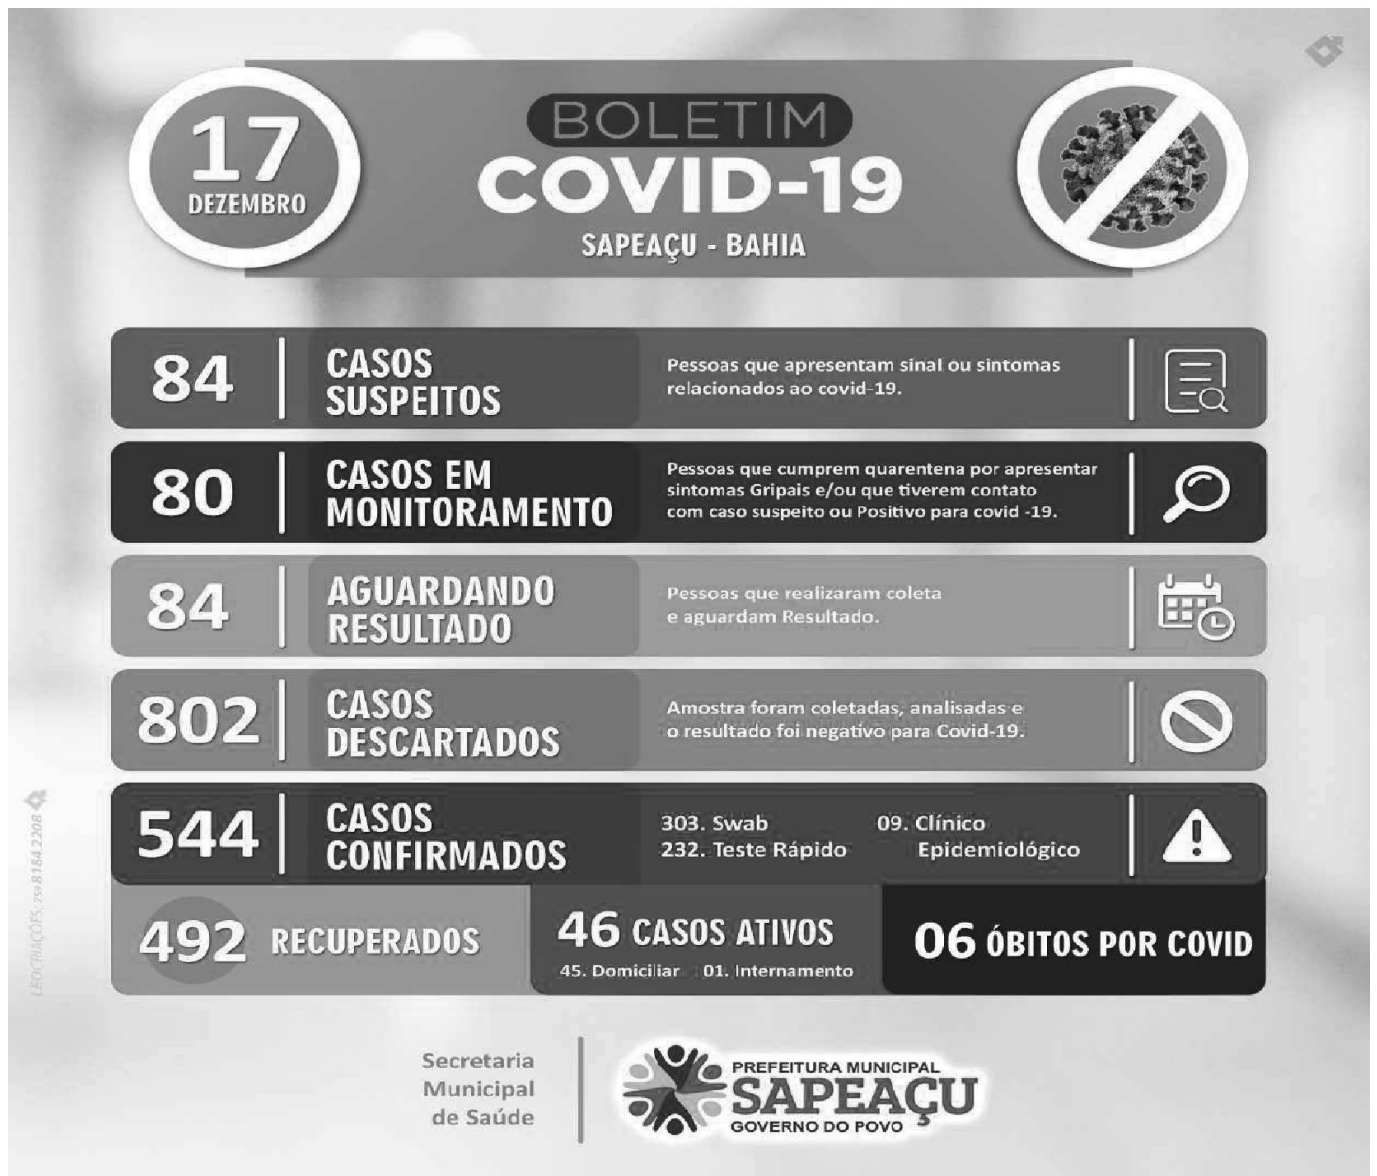 17
DEZEMBRO
BOLETIM
COVID-19
SAPEAÇU - BAHIA
84
CASOS
SUSPEITOS
Pessoas que apresentam sinal ou sintomas
relacionados ao covid-19.
80
CASOS EM
MONITORAMENTO
Pessoas que cumprem quarentena por apresentar
sintomas Gripais e/ou que tiverem contato
com caso suspeito ou Positivo para covid -19.
84
AGUARDANDO
RESULTADO
Pessoas que realizaram coleta
e aguardam Resultado.
802
CASOS
DESCARTADOS
Amostra foram coletadas, analisadas e
o resultado foi negativo para Covid-19.
544
CASOS
CONFIRMADOS
303. Swab
232. Teste Rápido
09. Clínico
Epidemiológico
492 RECUPERADOS
46 CASOS ATIVOS
45. Domiciliar 01. Internamento
06 ÓBITOS POR COVID
LEOCRIAÇÕES: 75 9.8184.2208
Secretaria
Municipal
de Saúde
PREFEITURA MUNICIPAL
SAPEAÇU
GOVERNO DO POVO